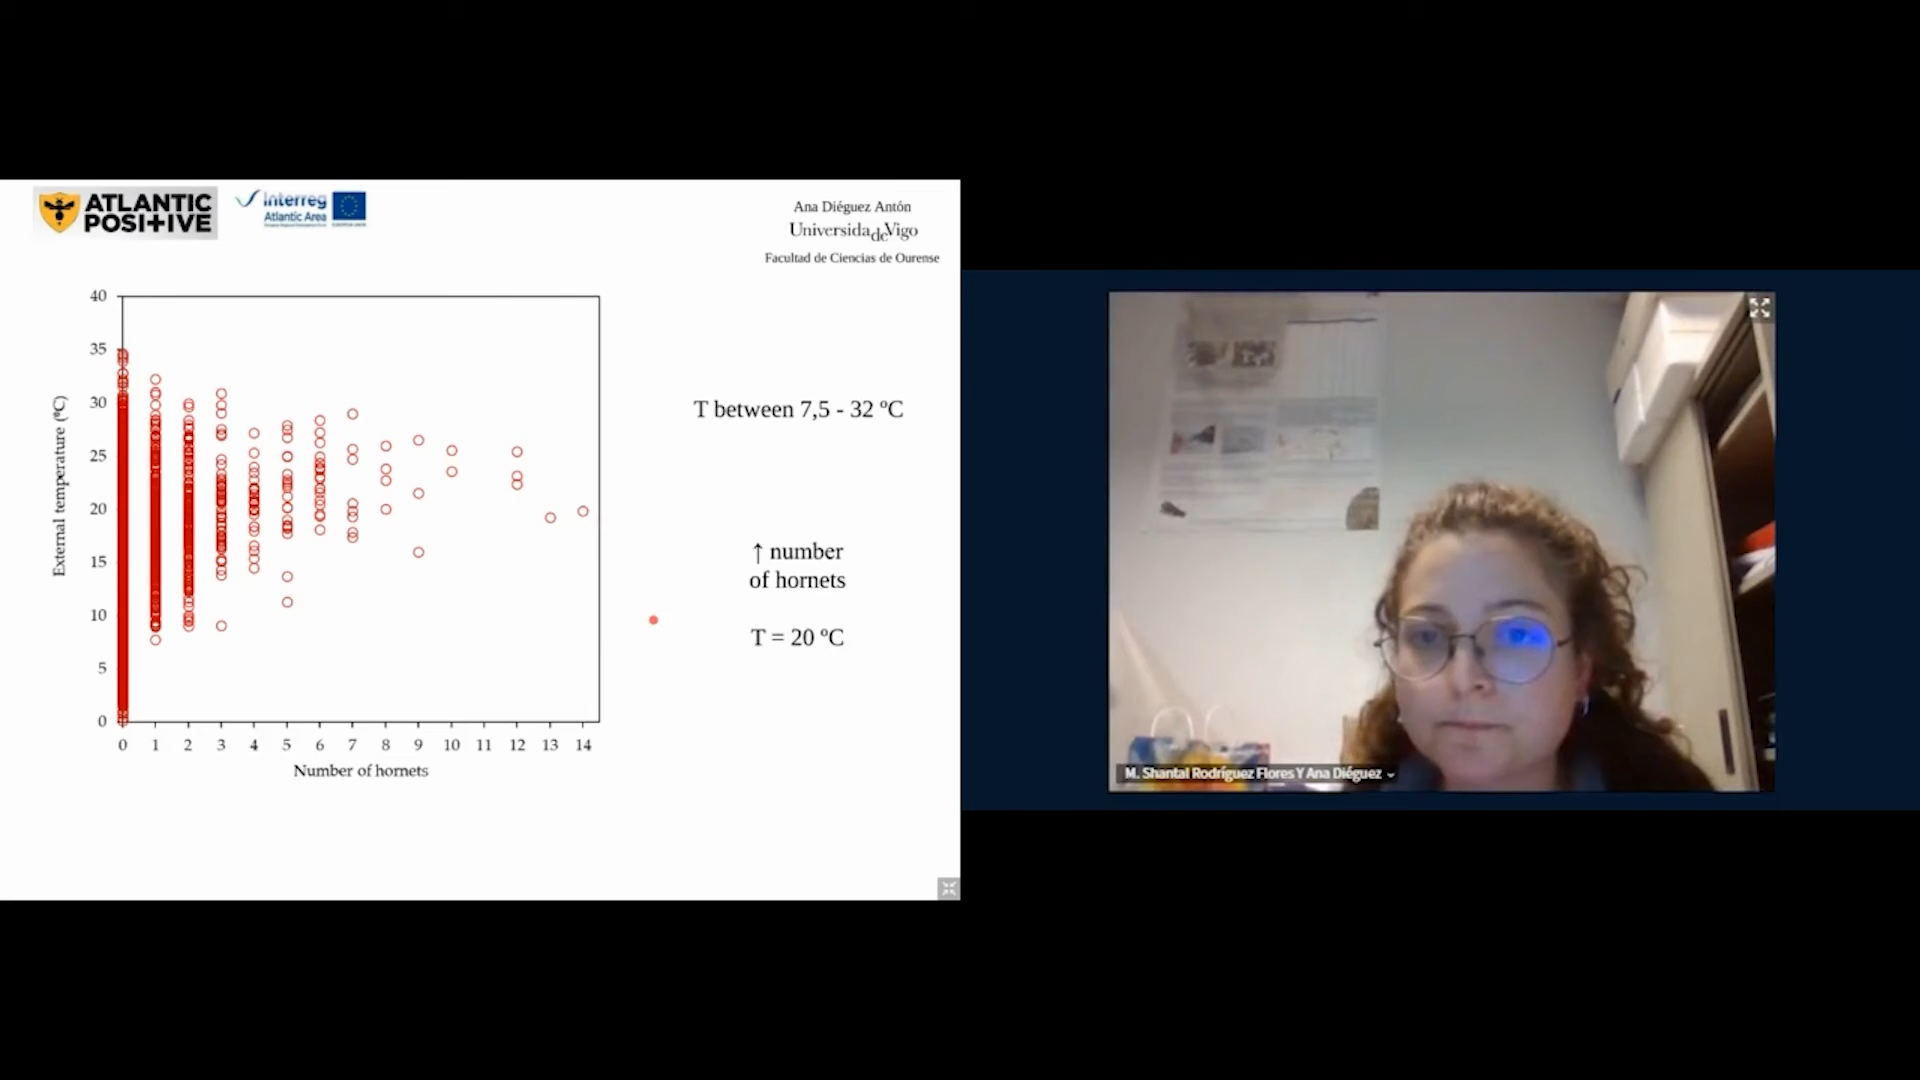 ATLANTIC
POSITIVE
Interreg
Atlantic Area
Ana Diéguez Antón
UniversidadeVigo
Facultad de Ciencias de Ourense
40
35
30
25
20
15
10
5
0
External temperature (ºC)
0 1 2 3 4 5 6 7 8 9 10 11 12 13 14
Number of hornets
T between 7,5 - 32 ºC
↑ number
of hornets
T = 20 ºC
M. Shantal Rodríguez Flores Y Ana Diéguez